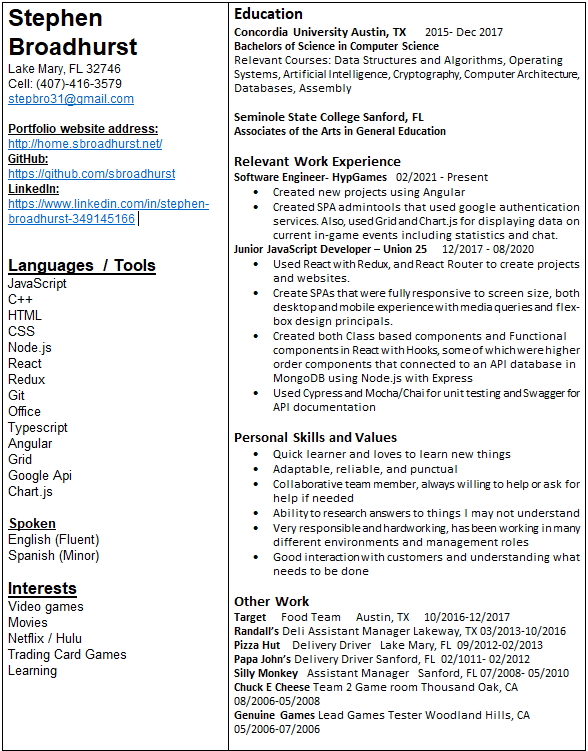 Stephen
Broadhurst
Lake Mary, FL 32746
Cell: (407)-416-3579
stepbro31@gmail.com
Portfolio website address:
http://home.sbroadhurst.net/
GitHub:
https://github.com/sbroadhurst
LinkedIn:
https://www.linkedin.com/in/stephen-
broadhurst-349145166
Languages / Tools
JavaScript
C++
HTML
CSS
Node.js
React
Redux
Git
Office
Typescript
Angular
Grid
Google Api
Chart.js
Spoken
English (Fluent)
Spanish (Minor)
Interests
Video games
Movies
Netflix / Hulu
Trading Card Games
Learning
Education
Concordia University Austin, TX 2015- Dec 2017
Bachelors of Science in Computer Science
Relevant Courses: Data Structures and Algorithms, Operating
Systems, Artificial Intelligence, Cryptography, Computer Architecture,
Databases, Assembly
Seminole State College Sanford, FL
Associates of the Arts in General Education
Relevant Work Experience
Software Engineer- HypGames 02/2021 - Present
• Created new projects using Angular
• Created SPA admintools that used google authentication
services. Also, used Grid and Chart.js for displaying data on
current in-game events including statistics and chat.
Junior JavaScript Developer – Union 25 12/2017 - 08/2020
• Used React with Redux, and React Router to create projects
and websites.
• Create SPAs that were fully responsive to screen size, both
desktop and mobile experience with media queries and flex-
box design principals.
• Created both Class based components and Functional
components in React with Hooks, some of which were higher
order components that connected to an API database in
MongoDB using Node.js with Express
• Used Cypress and Mocha/Chai for unit testing and Swagger for
API documentation
Personal Skills and Values
• Quick learner and loves to learn new things
• Adaptable, reliable, and punctual
• Collaborative team member, always willing to help or ask for
help if needed
• Ability to research answers to things I may not understand
• Very responsible and hardworking, has been working in many
different environments and management roles
• Good interaction with customers and understanding what
needs to be done
Other Work
Target Food Team Austin, TX 10/2016-12/2017
Randall's Deli Assistant Manager Lakeway, TX 03/2013-10/2016
Pizza Hut Delivery Driver Lake Mary, FL 09/2012-02/2013
Papa John's Delivery Driver Sanford, FL 02/1011- 02/2012
Silly Monkey Assistant Manager Sanford, FL 07/2008- 05/2010
Chuck E Cheese Team 2 Game room Thousand Oak, CA
08/2006-05/2008
Genuine Games Lead Games Tester Woodland Hills, CA
05/2006-07/2006